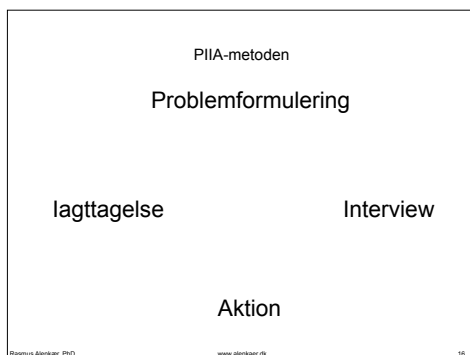 PIIA-metoden
Problemformulering
Iagttagelse Interview
Aktion
Rasmus Alenkær, PhD www.alenkaer.dk 16